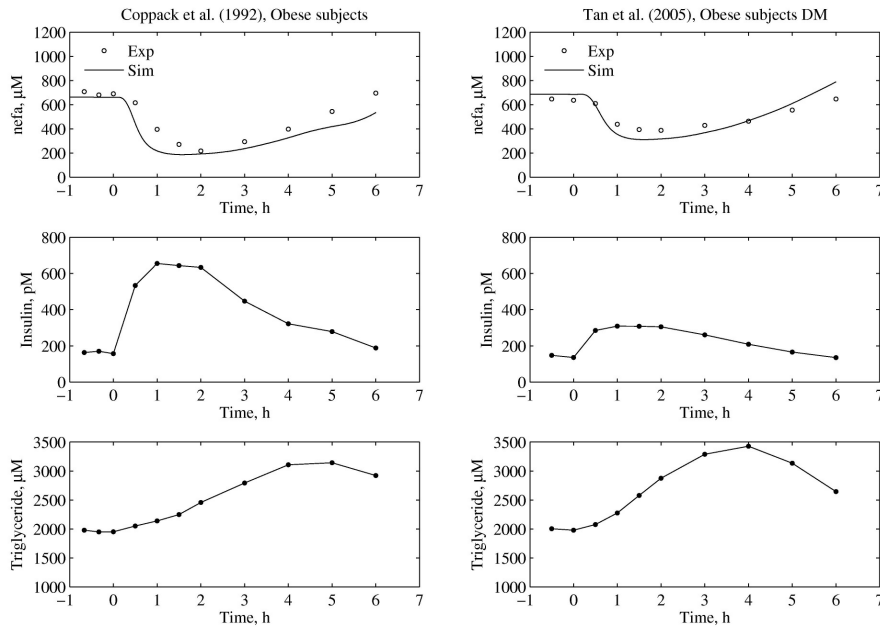 Coppack et al. (1992), Obese subjects
1200
1000
800
600
400
200
0
nefa, µM
Exp
Sim
−1 0 1 2 3 4 5 6 7
Time, h
Tan et al. (2005), Obese subjects DM
1200
1000
800
600
400
200
0
nefa, µM
Exp
Sim
−1 0 1 2 3 4 5 6 7
Time, h
800
600
400
200
0
Insulin, pM
−1 0 1 2 3 4 5 6 7
Time, h
800
600
400
200
0
Insulin, pM
−1 0 1 2 3 4 5 6 7
Time, h
3500
3000
2500
2000
1500
1000
Triglyceride, µM
−1 0 1 2 3 4 5 6 7
Time, h
3500
3000
2500
2000
1500
1000
Triglyceride, µM
−1 0 1 2 3 4 5 6 7
Time, h